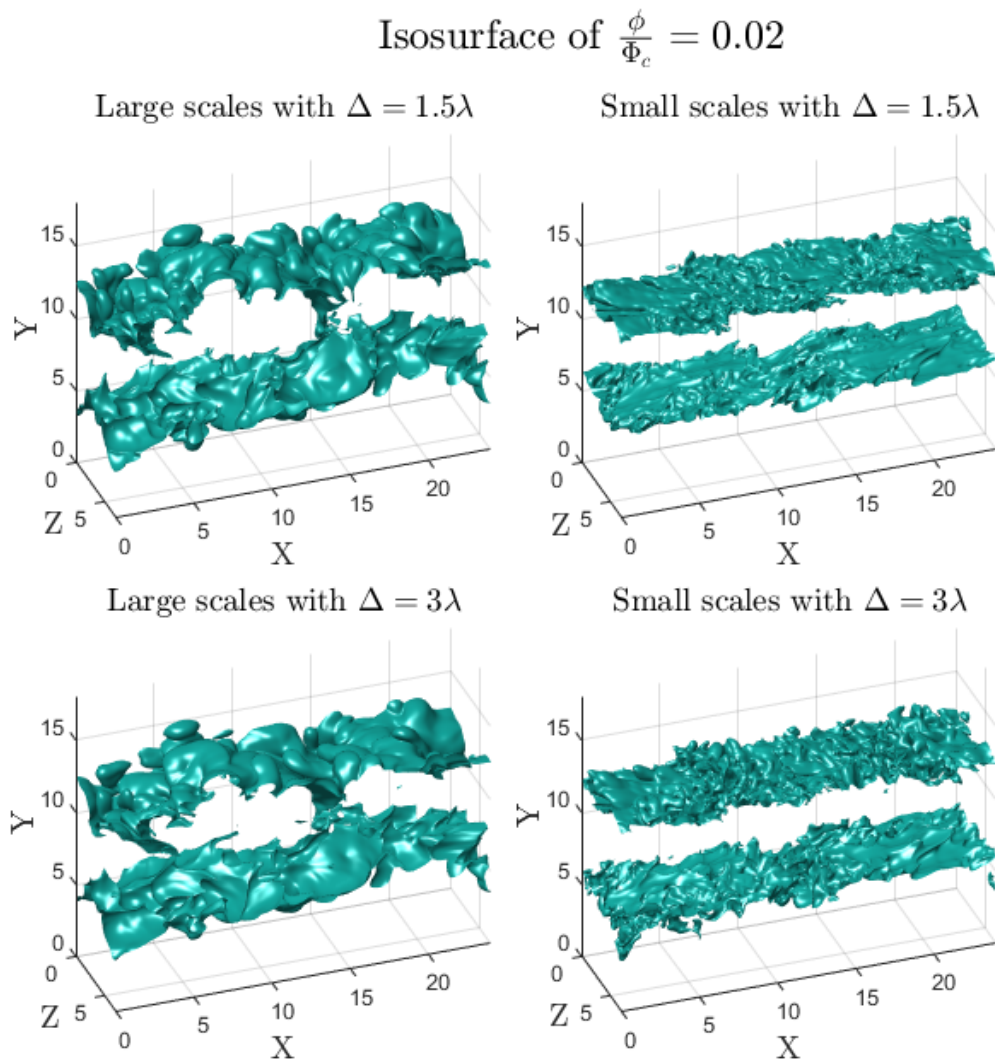 Isosurface of ϕ/Φ_c = 0.02
Large scales with Δ = 1.5λ
Small scales with Δ = 1.5λ
15
10
Y
5
0
0
Z 5
0
5
10
15
20
X
15
10
Y
5
0
0
Z 5
0
5
10
15
20
X
Large scales with Δ = 3λ
Small scales with Δ = 3λ
15
10
Y
5
0
0
Z 5
0
5
10
15
20
X
15
10
Y
5
0
0
Z 5
0
5
10
15
20
X